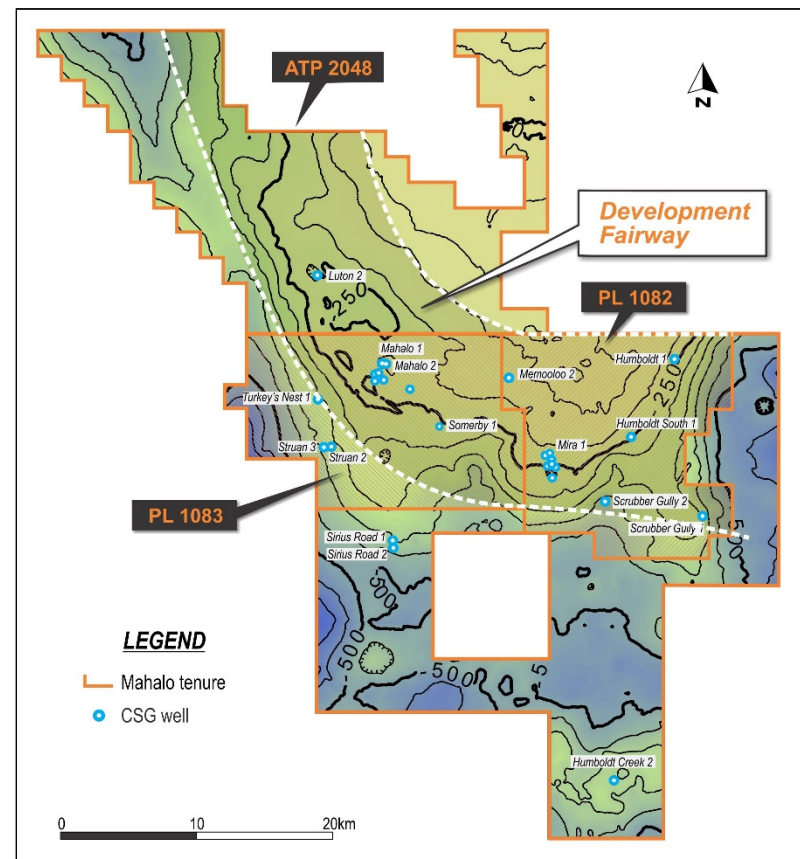 ATP 2048
N
Development
Fairway
PL 1082
Luton 2
-250
Mahalo 1
Mahalo 2
Memooloo 2
Humboldt 1
-250
Turkey's Nest 1
Somerby 1
Humboldt South 1
Mira 1
Struan 3
Struan 2
Scrubber Gully 2
PL 1083
Scrubber Gully 1
Sirius Road 1
Sirius Road 2
-500
-500
-500
LEGEND
Mahalo tenure
CSG well
Humboldt Creek 2
0 10 20km